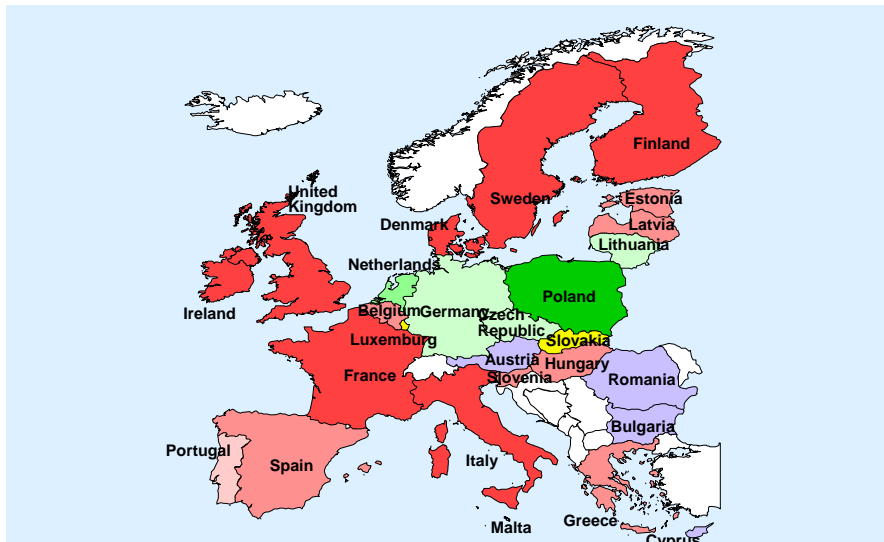 Finland
United
Kingdom
Sweden
Estonia
Denmark
Latvia
Lithuania
Netherlands
Poland
Ireland
Belgium
Germany
Czech
Republic
Luxemburg
Slovakia
Austria
Hungary
France
Slovenia
Romania
Bulgaria
Portugal
Spain
Italy
Greece
Malta
Cyprus